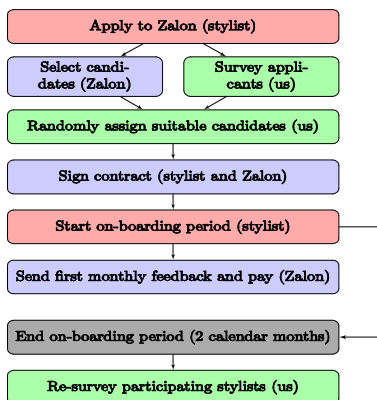 Apply to Zalon (stylist)
Select candi-
dates (Zalon)
Survey appli-
cants (us)
Randomly assign suitable candidates (us)
Sign contract (stylist and Zalon)
Start on-boarding period (stylist)
Send first monthly feedback and pay (Zalon)
End on-boarding period (2 calendar months)
Re-survey participating stylists (us)